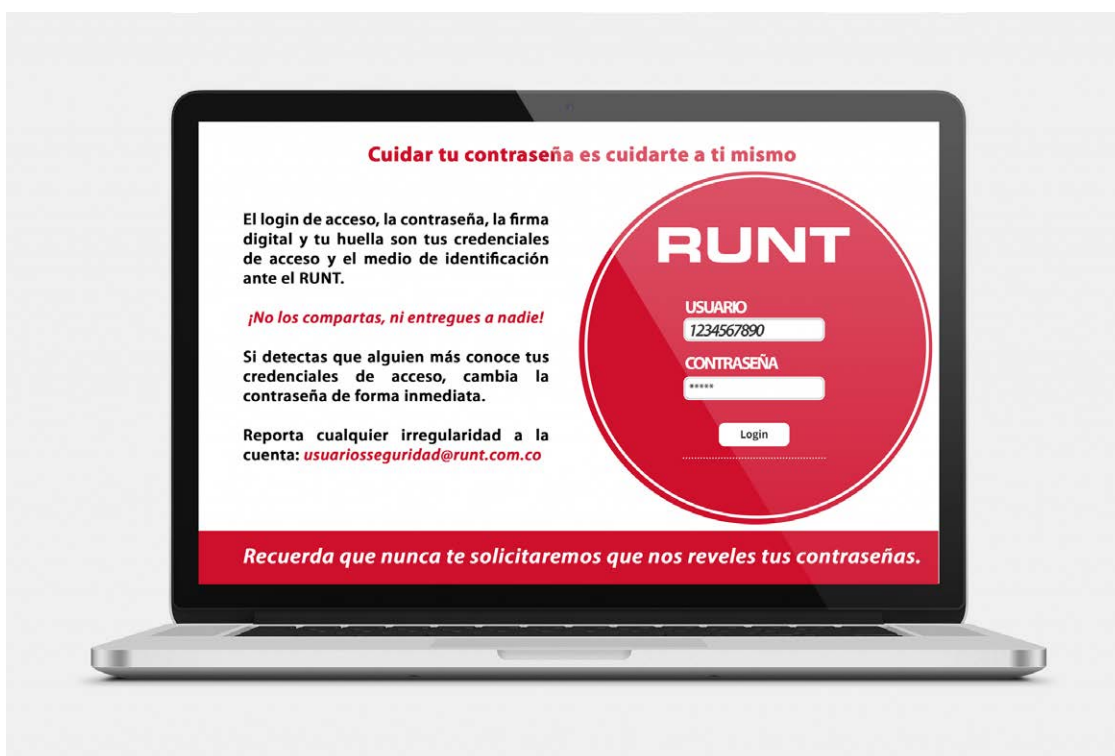 Cuidar tu contraseña es cuidarte a ti mismo
El login de acceso, la contraseña, la firma
digital y tu huella son tus credenciales
de acceso y el medio de identificación
ante el RUNT.
¡No los compartas, ni entregues a nadie!
Si detectas que alguien más conoce tus
credenciales de acceso, cambia la
contraseña de forma inmediata.
Reporta cualquier irregularidad a la
cuenta: usuariosseguridad@runt.com.co
RUNT
USUARIO
1234567890
CONTRASEÑA
*****
Login
Recuerda que nunca te solicitaremos que nos reveles tus contraseñas.